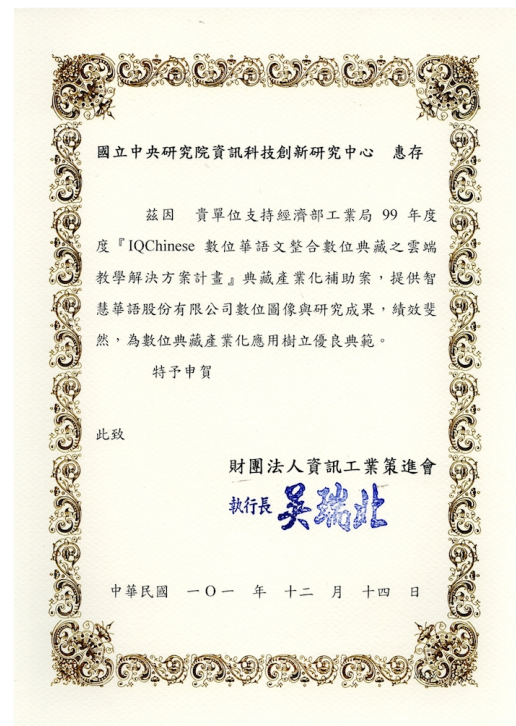 國立中央研究院資訊科技創新研究中心 惠存
茲因 貴單位支持經濟部工業局 99 年度
度『IQChinese 數位華語文整合數位典藏之雲端
教學解決方案計畫』典藏產業化補助案，提供智
慧華語股份有限公司數位圖像與研究成果，績效斐
然，為數位典藏產業化應用樹立優良典範。
特予申賀
此致
財團法人資訊工業策進會
執行長 吳瑞北
中華民國 一〇一 年 十二 月 十四 日